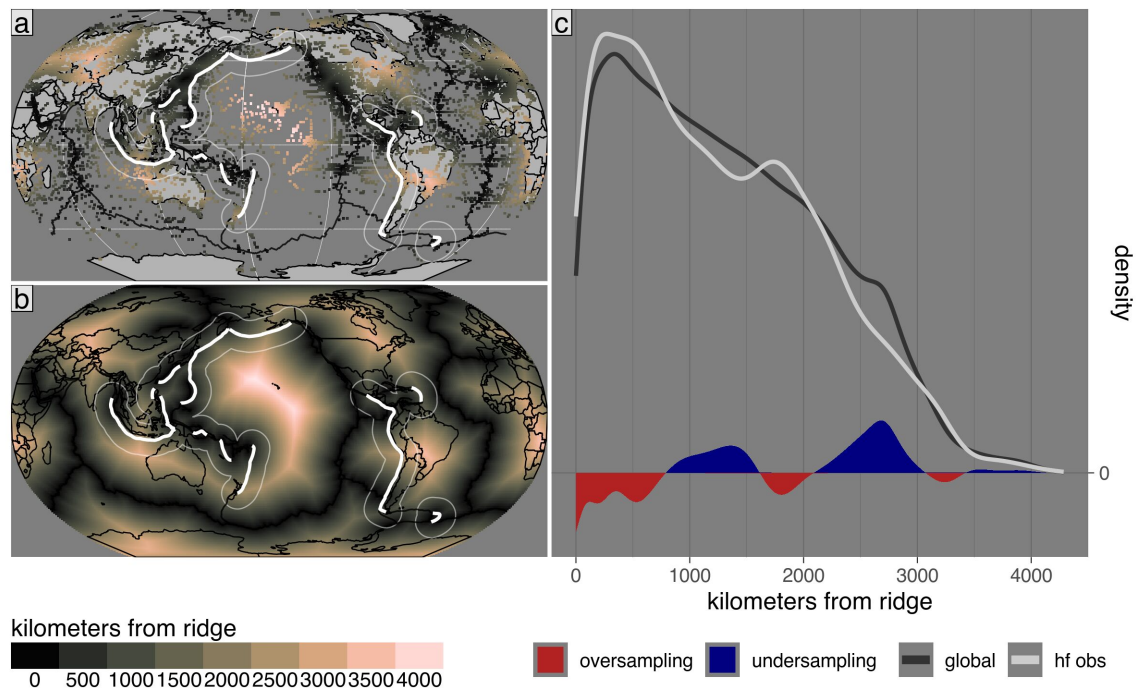 a
b
c
0
density
0 1000 2000 3000 4000
kilometers from ridge
kilometers from ridge
0 500 1000 1500 2000 2500 3000 3500 4000
oversampling undersampling global hf obs